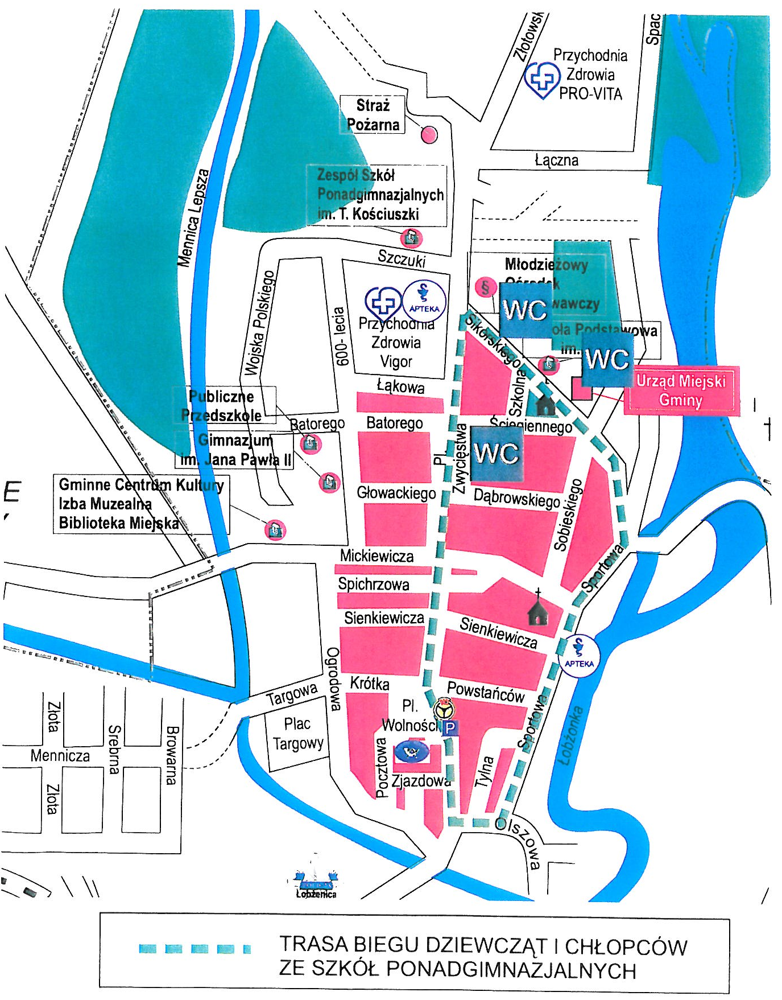 Złotowsk
Spac
Przychodnia
Zdrowia
PRO-VITA
Straż
Pożarna
Łączna
Zespół Szkół
Ponadgimnazjalnych
im. T. Kościuszki
Mennica Lepsza
Szczuki
Młodzieżowy
§
WC
Wojska Polskiego
600- lecia
APTEKA
Przychodnia
Zdrowia
Vigor
Sikorskiego
Podstawowa
im.
WC
Urząd Miejski
Gminy
Łąkowa
Szkolna
Publiczne
Przedszkole
Batorego
Batorego
Ściegiennego
Gimnazjum
im. Jana Pawła II
Pl.
Zwycięstwa
WC
Gminne Centrum Kultury
Izba Muzealna
Biblioteka Miejska
E
Głowackiego
Dąbrowskiego
Sobieskiego
Mickiewicza
Sportowa
Spichrzowa
Sienkiewicza
Sienkiewicza
APTEKA
Ogrodowa
Krótka
Powstańców
Targowa
Pl.
Wolności
P
Sportowa
Łobżonka
Plac
Targowy
Złota
Srebrna
Browarna
Mennicza
Złota
Pocztowa
Zjazdowa
Tylna
Olszowa
Łobżenica
TRASA BIEGU DZIEWCZĄT I CHŁOPCÓW
ZE SZKÓŁ PONADGIMNAZJALNYCH